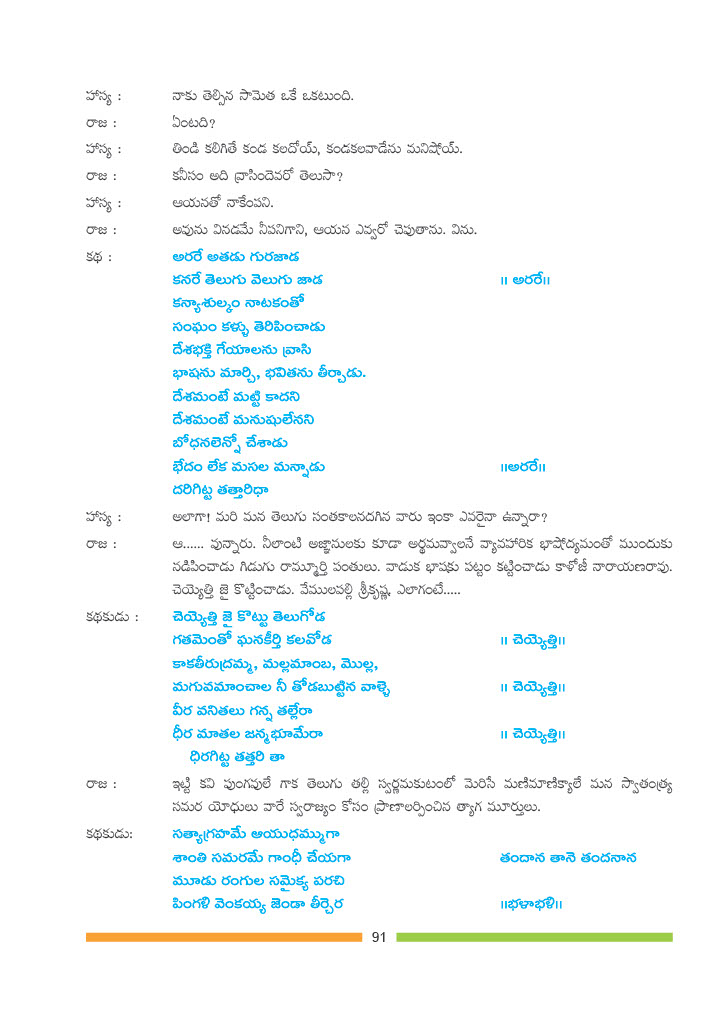 హాస్య : నాకు తెల్సిన సామెత ఒకే ఒకటుంది.
రాజ : ఏంటది?
హాస్య : తిండి కలిగితే కండ కలదోయ్, కండకలవాడేను మనిషోయ్.
రాజ : కనీసం అది వ్రాసిందెవరో తెలుసా?
హాస్య : ఆయనతో నాకేంపని.
రాజ : అవును వినడమే నీపనిగాని, ఆయన ఎవ్వరో చెపుతాను. విను.
కథ : అరరే అతడు గురజాడ
కనరే తెలుగు వెలుగు జాడ ॥ అరరే॥
కన్యాశుల్కం నాటకంతో
సంఘం కళ్ళు తెరిపించాడు
దేశభక్తి గేయాలను వ్రాసి
భాషను మార్చి, భవితను తీర్చాడు.
దేశమంటే మట్టి కాదని
దేశమంటే మనుషులేనని
బోధనలెన్నో చేశాడు
భేదం లేక మసల మన్నాడు ॥అరరే॥
దరిగిట్ట తత్తారిధా
హాస్య : అలాగా! మరి మన తెలుగు సంతకాలనదగిన వారు ఇంకా ఎవరైనా ఉన్నారా?
రాజ : ఆ...... వున్నారు. నీలాంటి అజ్ఞానులకు కూడా అర్థమవ్వాలనే వ్యావహారిక భాషోద్యమంతో ముందుకు
నడిపించాడు గిడుగు రామ్మూర్తి పంతులు. వాడుక భాషకు పట్టం కట్టించాడు కాళోజీ నారాయణరావు.
చెయ్యెత్తి జై కొట్టించాడు. వేములపల్లి శ్రీకృష్ణ, ఎలాగంటే.....
కథకుడు : చెయ్యెత్తి జై కొట్టు తెలుగోడ
గతమెంతో ఘనకీర్తి కలవోడ ॥ చెయ్యెత్తి॥
కాకతీరుద్రమ్మ, మల్లమాంబ, మొల్ల,
మగువమాంచాల నీ తోడబుట్టిన వాళ్ళె ॥ చెయ్యెత్తి॥
వీర వనితలు గన్న తల్లేరా
ధీర మాతల జన్మభూమేరా ॥ చెయ్యెత్తి॥
ధిరగిట్ట తత్తరి తా
రాజ : ఇట్టి కవి పుంగవులే గాక తెలుగు తల్లి స్వర్ణమకుటంలో మెరిసే మణిమాణిక్యాలే మన స్వాతంత్ర్య
సమర యోధులు వారే స్వరాజ్యం కోసం ప్రాణాలర్పించిన త్యాగ మూర్తులు.
కథకుడు: సత్యాగ్రహమే ఆయుధమ్ముగా
శాంతి సమరమే గాంధీ చేయగా తందాన తానె తందనాన
మూడు రంగుల సమైక్య పరచి
పింగళి వెంకయ్య జెండా తీర్చెర ॥భళాభళి॥
91